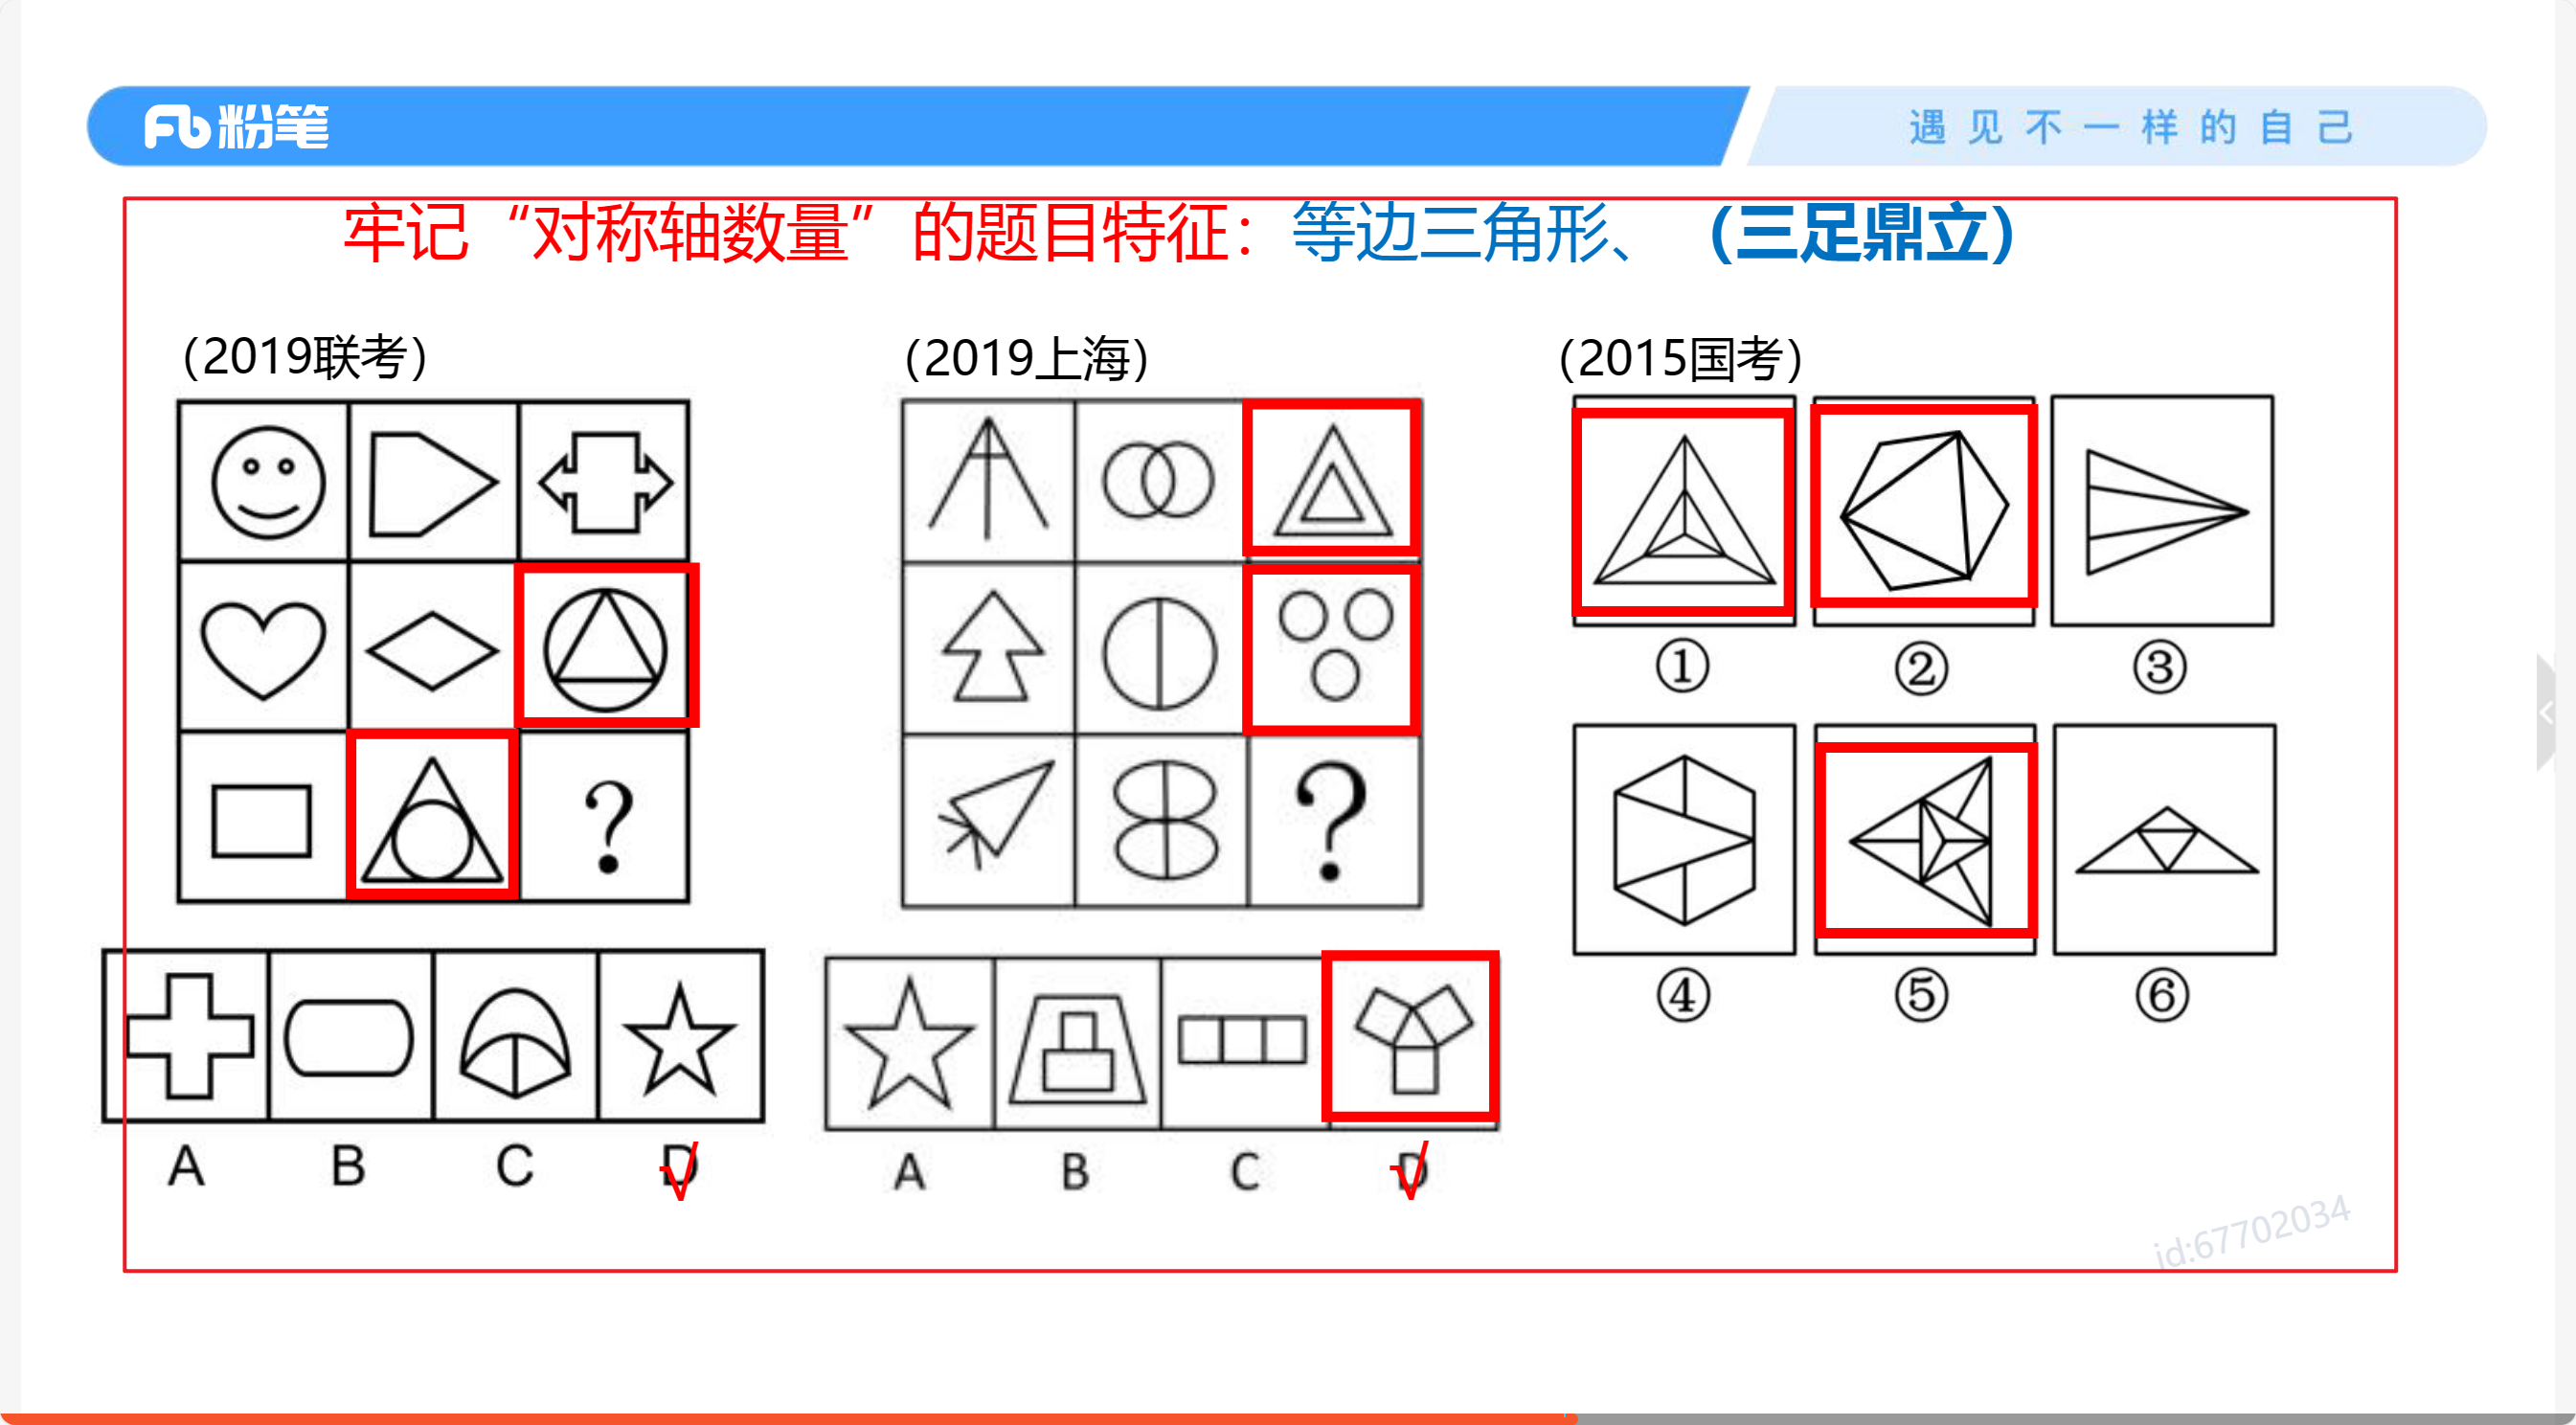 Fb粉笔
遇见不一样的自己
牢记“对称轴数量”的题目特征：等边三角形、（三足鼎立）
（2019联考）
（2019上海）
（2015国考）
?
?
① ② ③
④ ⑤ ⑥
A B C D √
A B C D √
id:67702034